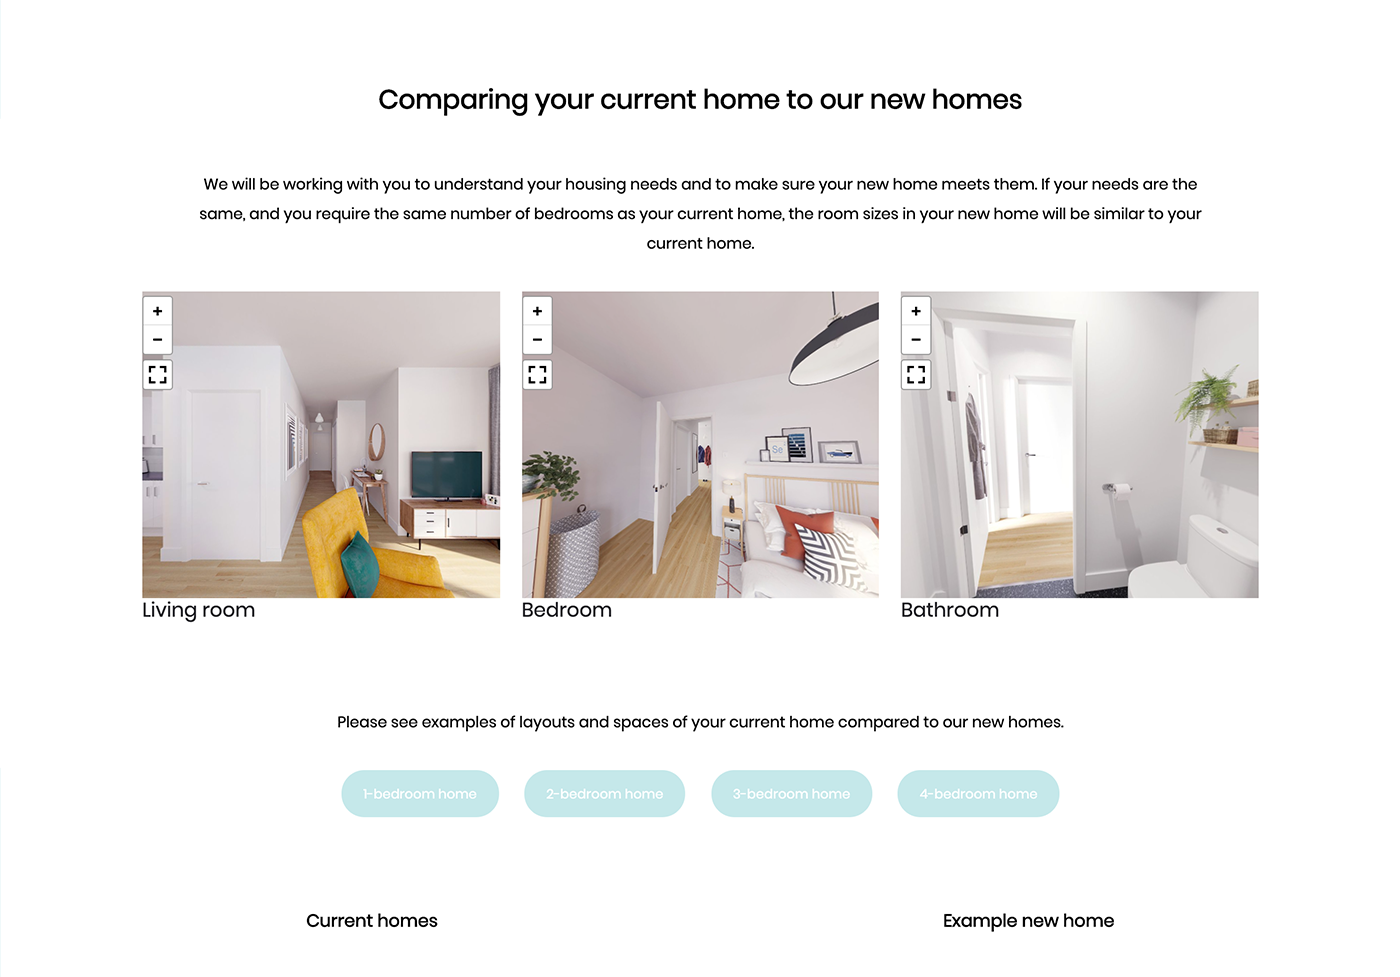 Comparing your current home to our new homes
We will be working with you to understand your housing needs and to make sure your new home meets them. If your needs are the
same, and you require the same number of bedrooms as your current home, the room sizes in your new home will be similar to your
current home.
+
−
+
−
+
−
Se
Living room
Bedroom
Bathroom
Please see examples of layouts and spaces of your current home compared to our new homes.
1-bedroom home
2-bedroom home
3-bedroom home
4-bedroom home
Current homes
Example new home